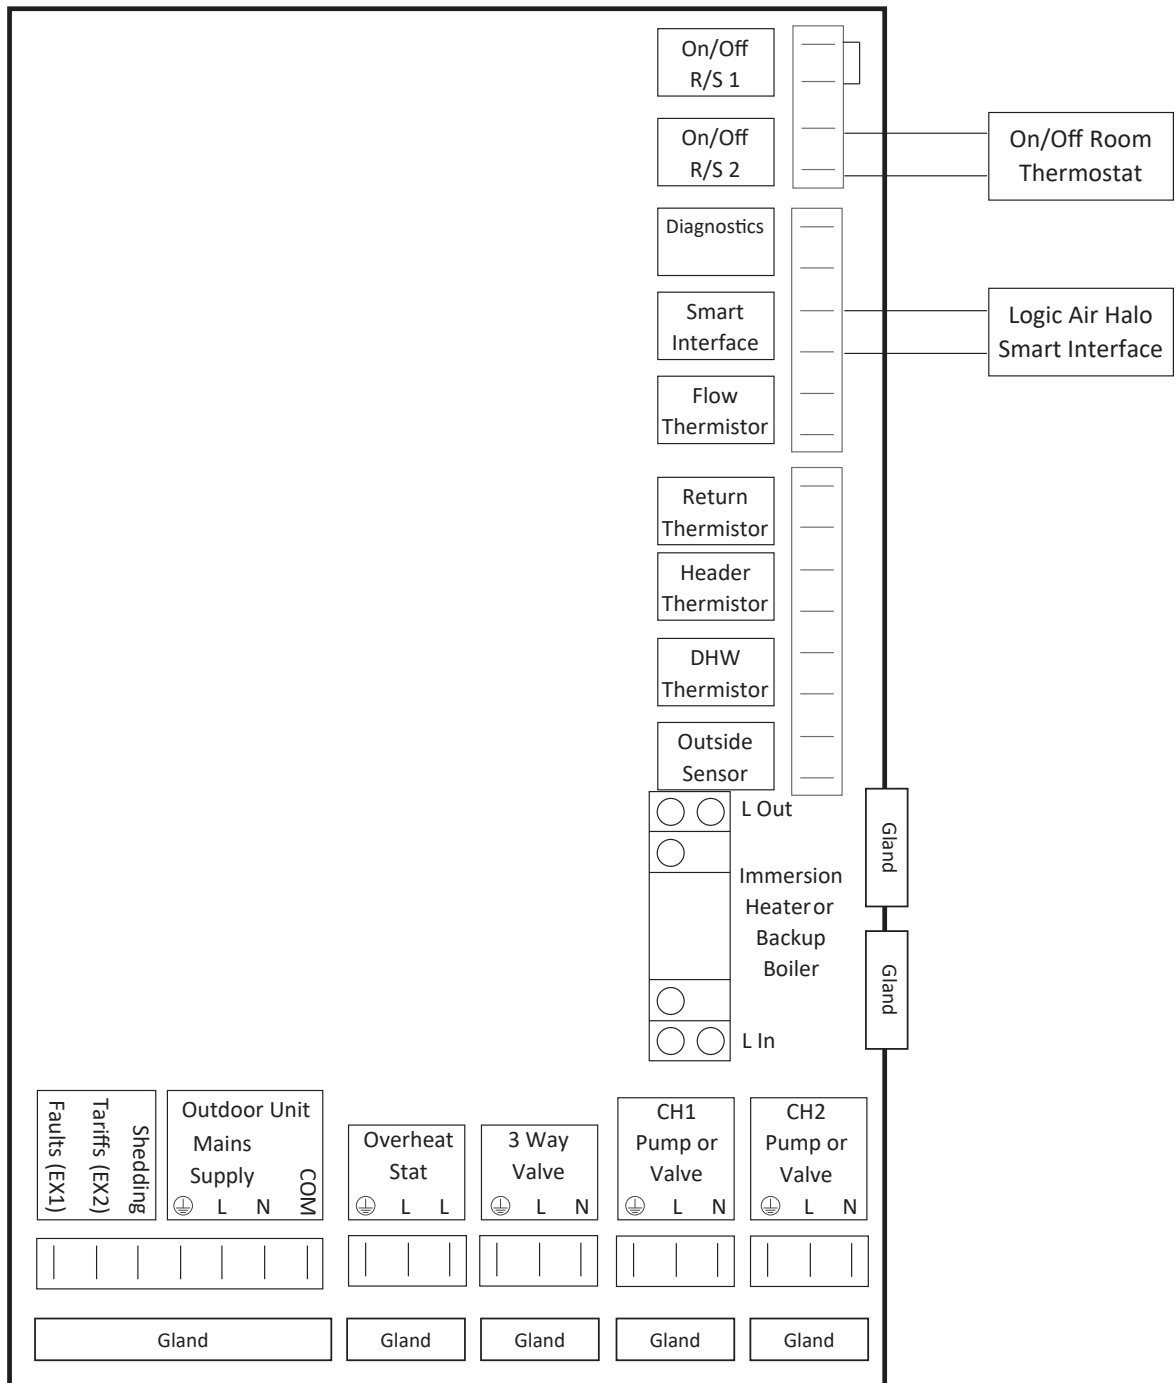 On/Off
R/S 1
On/Off
R/S 2
On/Off Room
Thermostat
Diagnostics
Smart
Interface
Logic Air Halo
Smart Interface
Flow
Thermistor
Return
Thermistor
Header
Thermistor
DHW
Thermistor
Outside
Sensor
L Out
Gland
Immersion
Heater or
Backup
Boiler
Gland
L In
Faults (EX1)
Tariffs (EX2)
Shedding
Outdoor Unit
Mains
Supply
L N
COM
Overheat
Stat
L L
3 Way
Valve
L N
CH1
Pump or
Valve
L N
CH2
Pump or
Valve
L N
Gland
Gland
Gland
Gland
Gland